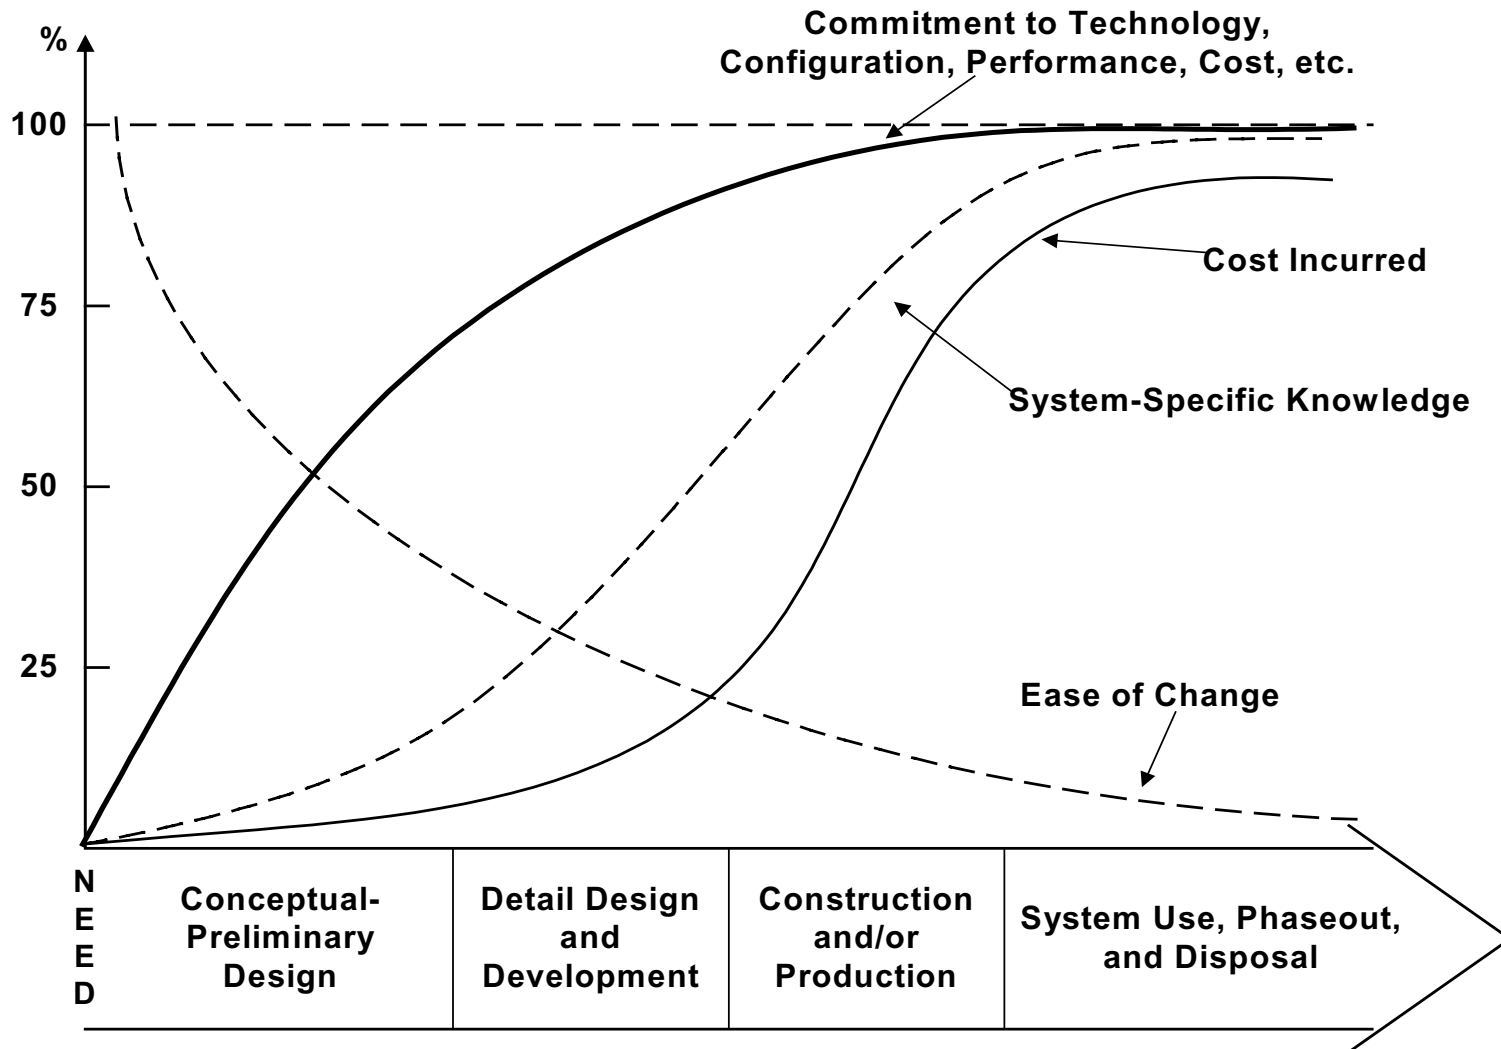 Commitment to Technology,
Configuration, Performance, Cost, etc.
%
100
75
50
25
Cost Incurred
System-Specific Knowledge
Ease of Change
NEED
Conceptual-
Preliminary
Design
Detail Design
and
Development
Construction
and/or
Production
System Use, Phaseout,
and Disposal